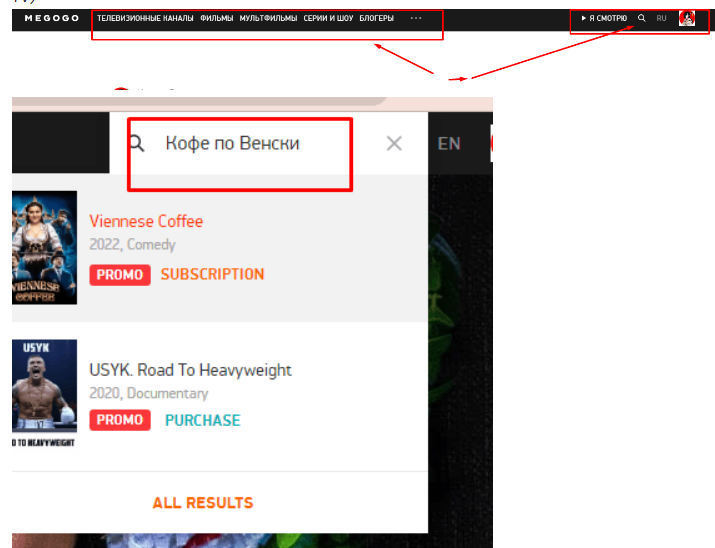 TV)
MEGOGO ТЕЛЕВИЗИОННЫЕ КАНАЛЫ ФИЛЬМЫ МУЛЬТФИЛЬМЫ СЕРИИ И ШОУ БЛОГЕРЫ ··· Я СМОТРЮ RU
Кофе по Венски EN
VIENNESE
COFFEE
Viennese Coffee
2022, Comedy
PROMO SUBSCRIPTION
USYK
USYK. Road To Heavyweight
2020, Documentary
PROMO PURCHASE
TO HEAVYWEIGHT
ALL RESULTS